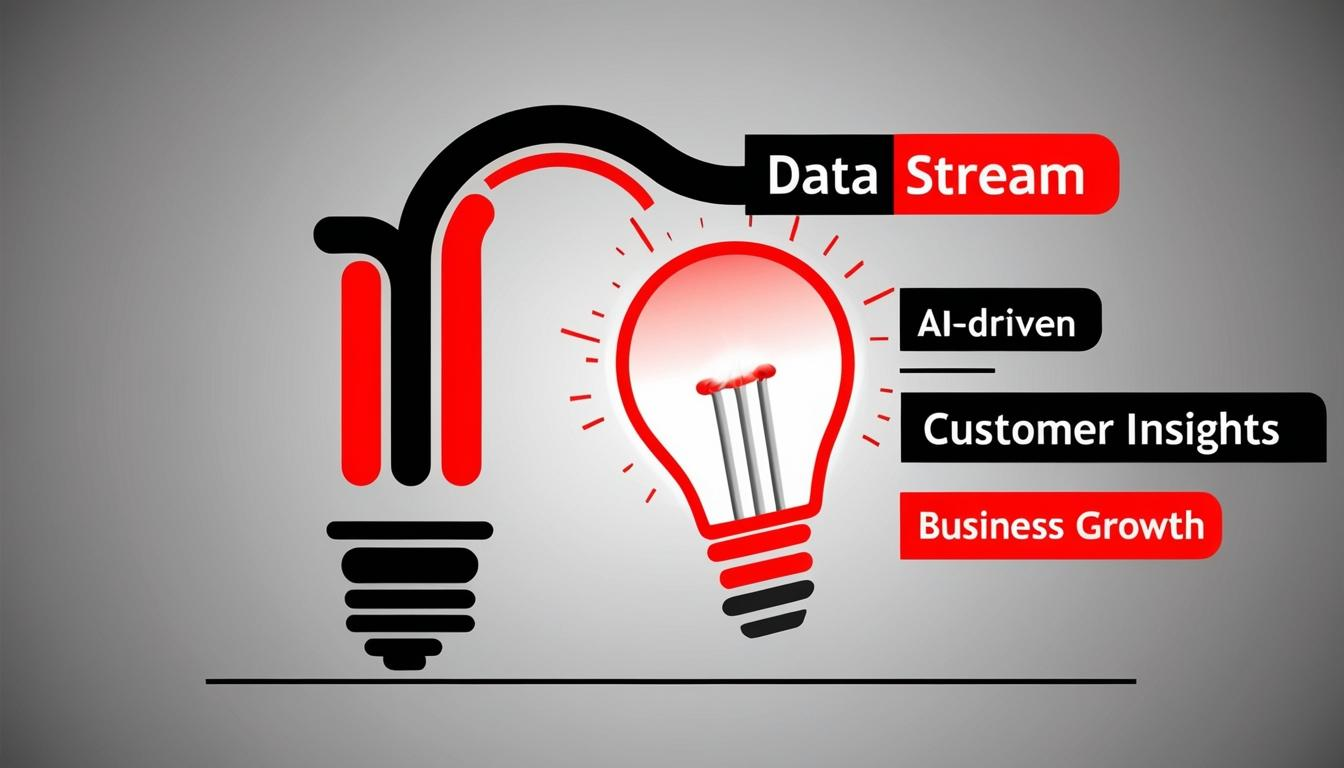 Data Stream
AI-driven
Customer Insights
Business Growth